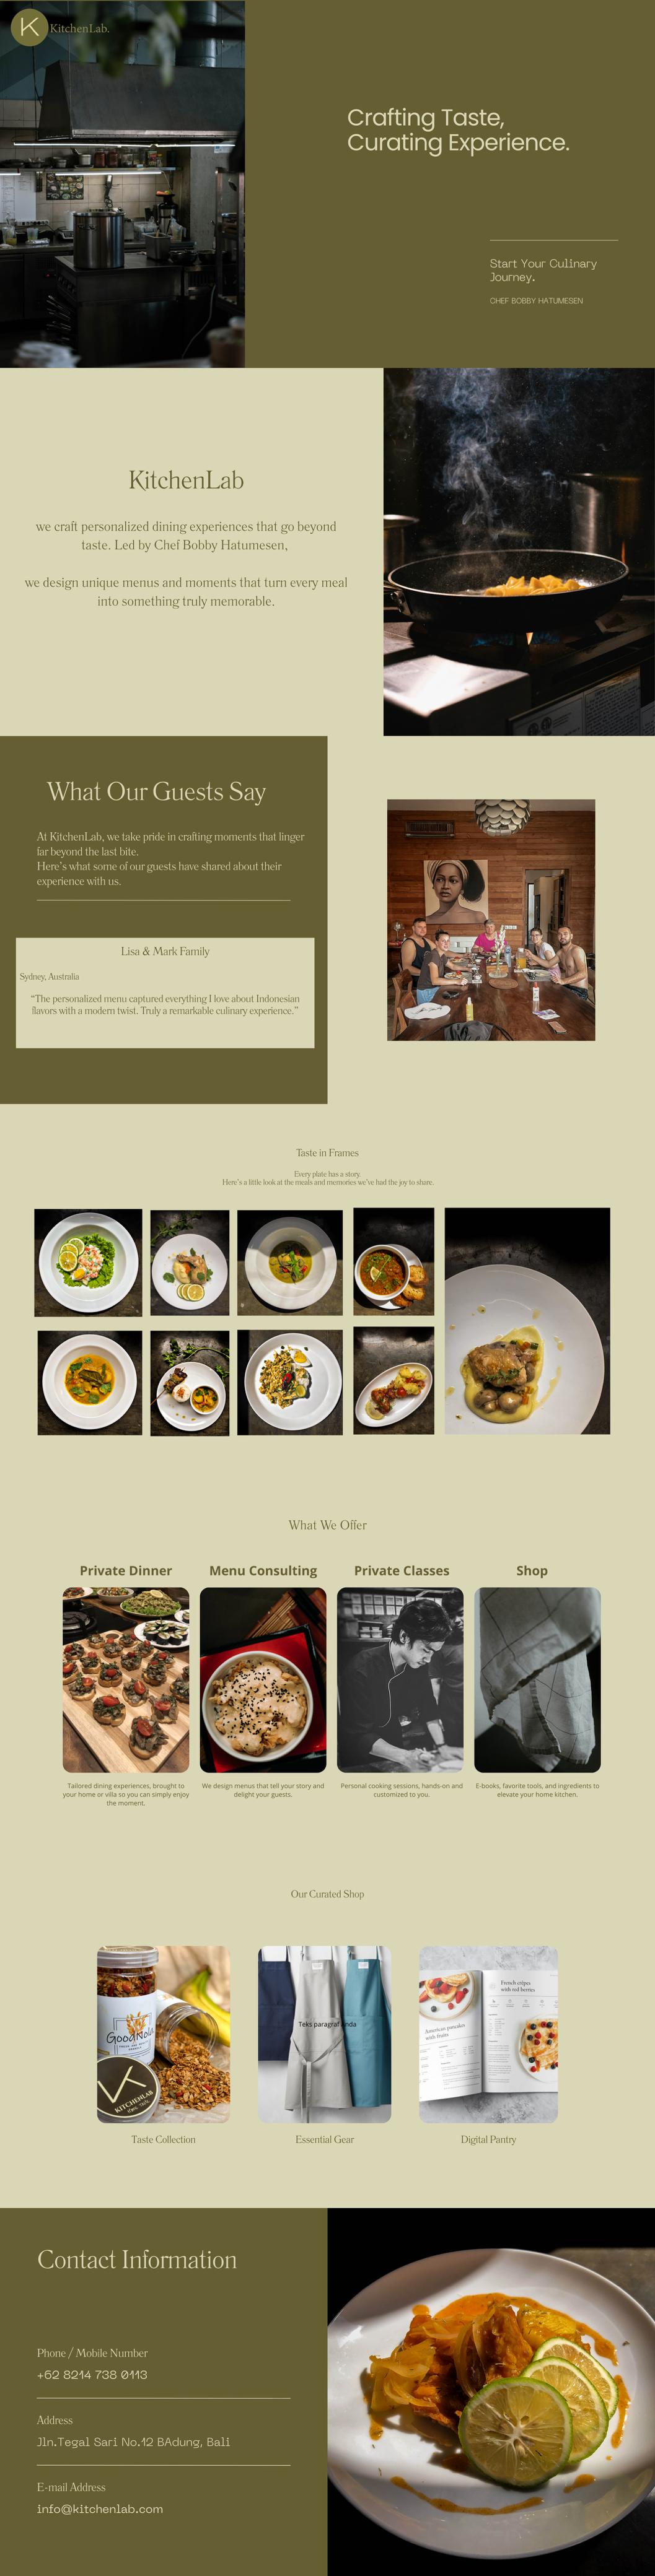 K
KitchenLab.
Crafting Taste,
Curating Experience.
Start Your Culinary
Journey.
CHEF BOBBY HATUMESEN
KitchenLab
we craft personalized dining experiences that go beyond
taste. Led by Chef Bobby Hatumesen,
we design unique menus and moments that turn every meal
into something truly memorable.
What Our Guests Say
At KitchenLab, we take pride in crafting moments that linger
far beyond the last bite.
Here's what some of our guests have shared about their
experience with us.
Lisa & Mark Family
Sydney, Australia
“The personalized menu captured everything I love about Indonesian
flavors with a modern twist. Truly a remarkable culinary experience.”
Taste in Frames
Every plate has a story.
Here's a little look at the meals and memories we've had the joy to share.
What We Offer
Private Dinner
Menu Consulting
Private Classes
Shop
Tailored dining experiences, brought to
your home or villa so you can simply enjoy
the moment.
We design menus that tell your story and
delight your guests.
Personal cooking sessions, hands-on and
customized to you.
E-books, favorite tools, and ingredients to
elevate your home kitchen.
Our Curated Shop
KITCHENLAB
Teks paragraf anda
French crêpes
with red berries
American pancakes
with fruits
Taste Collection
Essential Gear
Digital Pantry
Contact Information
Phone / Mobile Number
+62 8214 738 0113
Address
Jln.Tegal Sari No.12 BAdung, Bali
E-mail Address
info@kitchenlab.com